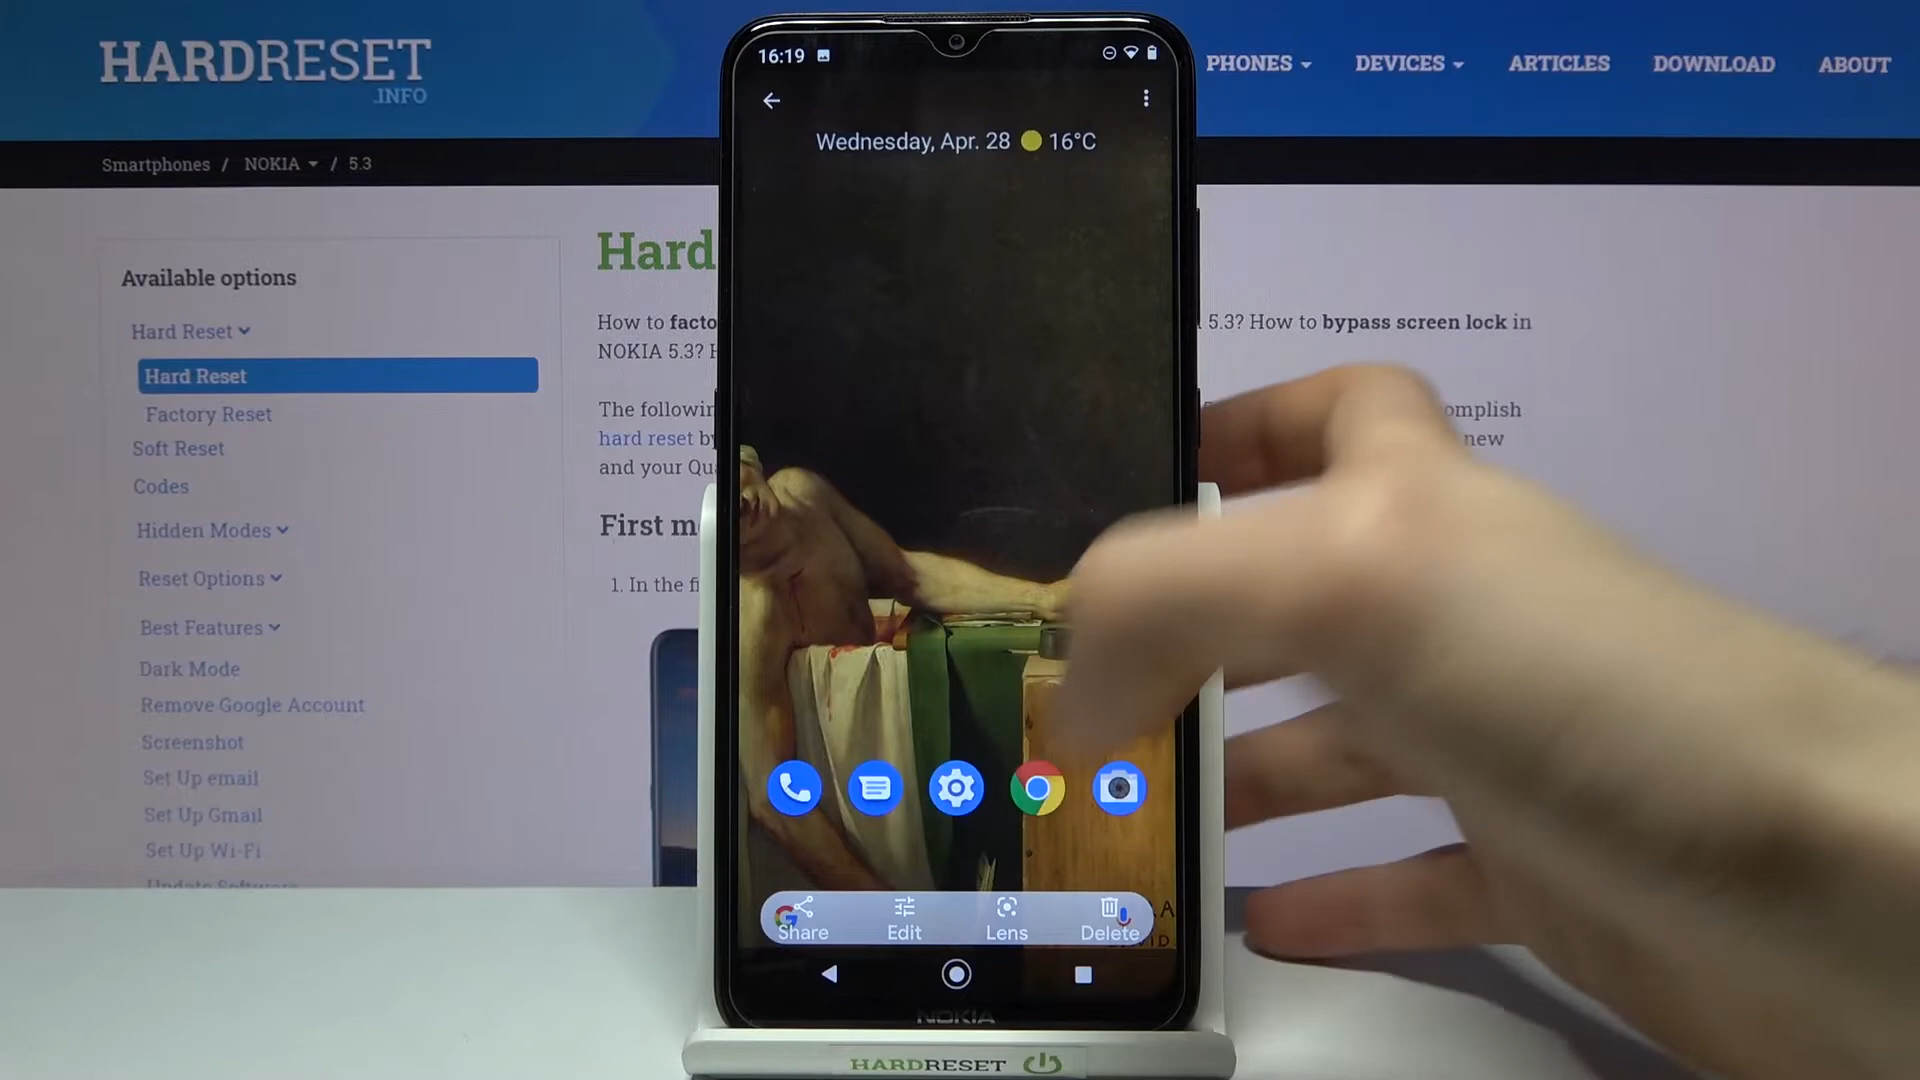 HARDRESET
.INFO
PHONES
DEVICES
ARTICLES
DOWNLOAD
ABOUT
Smartphones / NOKIA / 5.3
Available options
Hard Reset
Hard Reset
Factory Reset
Soft Reset
Codes
Hidden Modes
Reset Options
Best Features
Dark Mode
Remove Google Account
Screenshot
Set Up email
Set Up Gmail
Set Up Wi-Fi
Update Software
Hard
How to facto
5.3? How to bypass screen lock in
NOKIA 5.3? H
The followin
omplish
hard reset by
new
and your Qu
First m
1. In the fi
16:19
Wednesday, Apr. 28 16°C
Share
Edit
Lens
Delete
NOKIA
HARDRESET